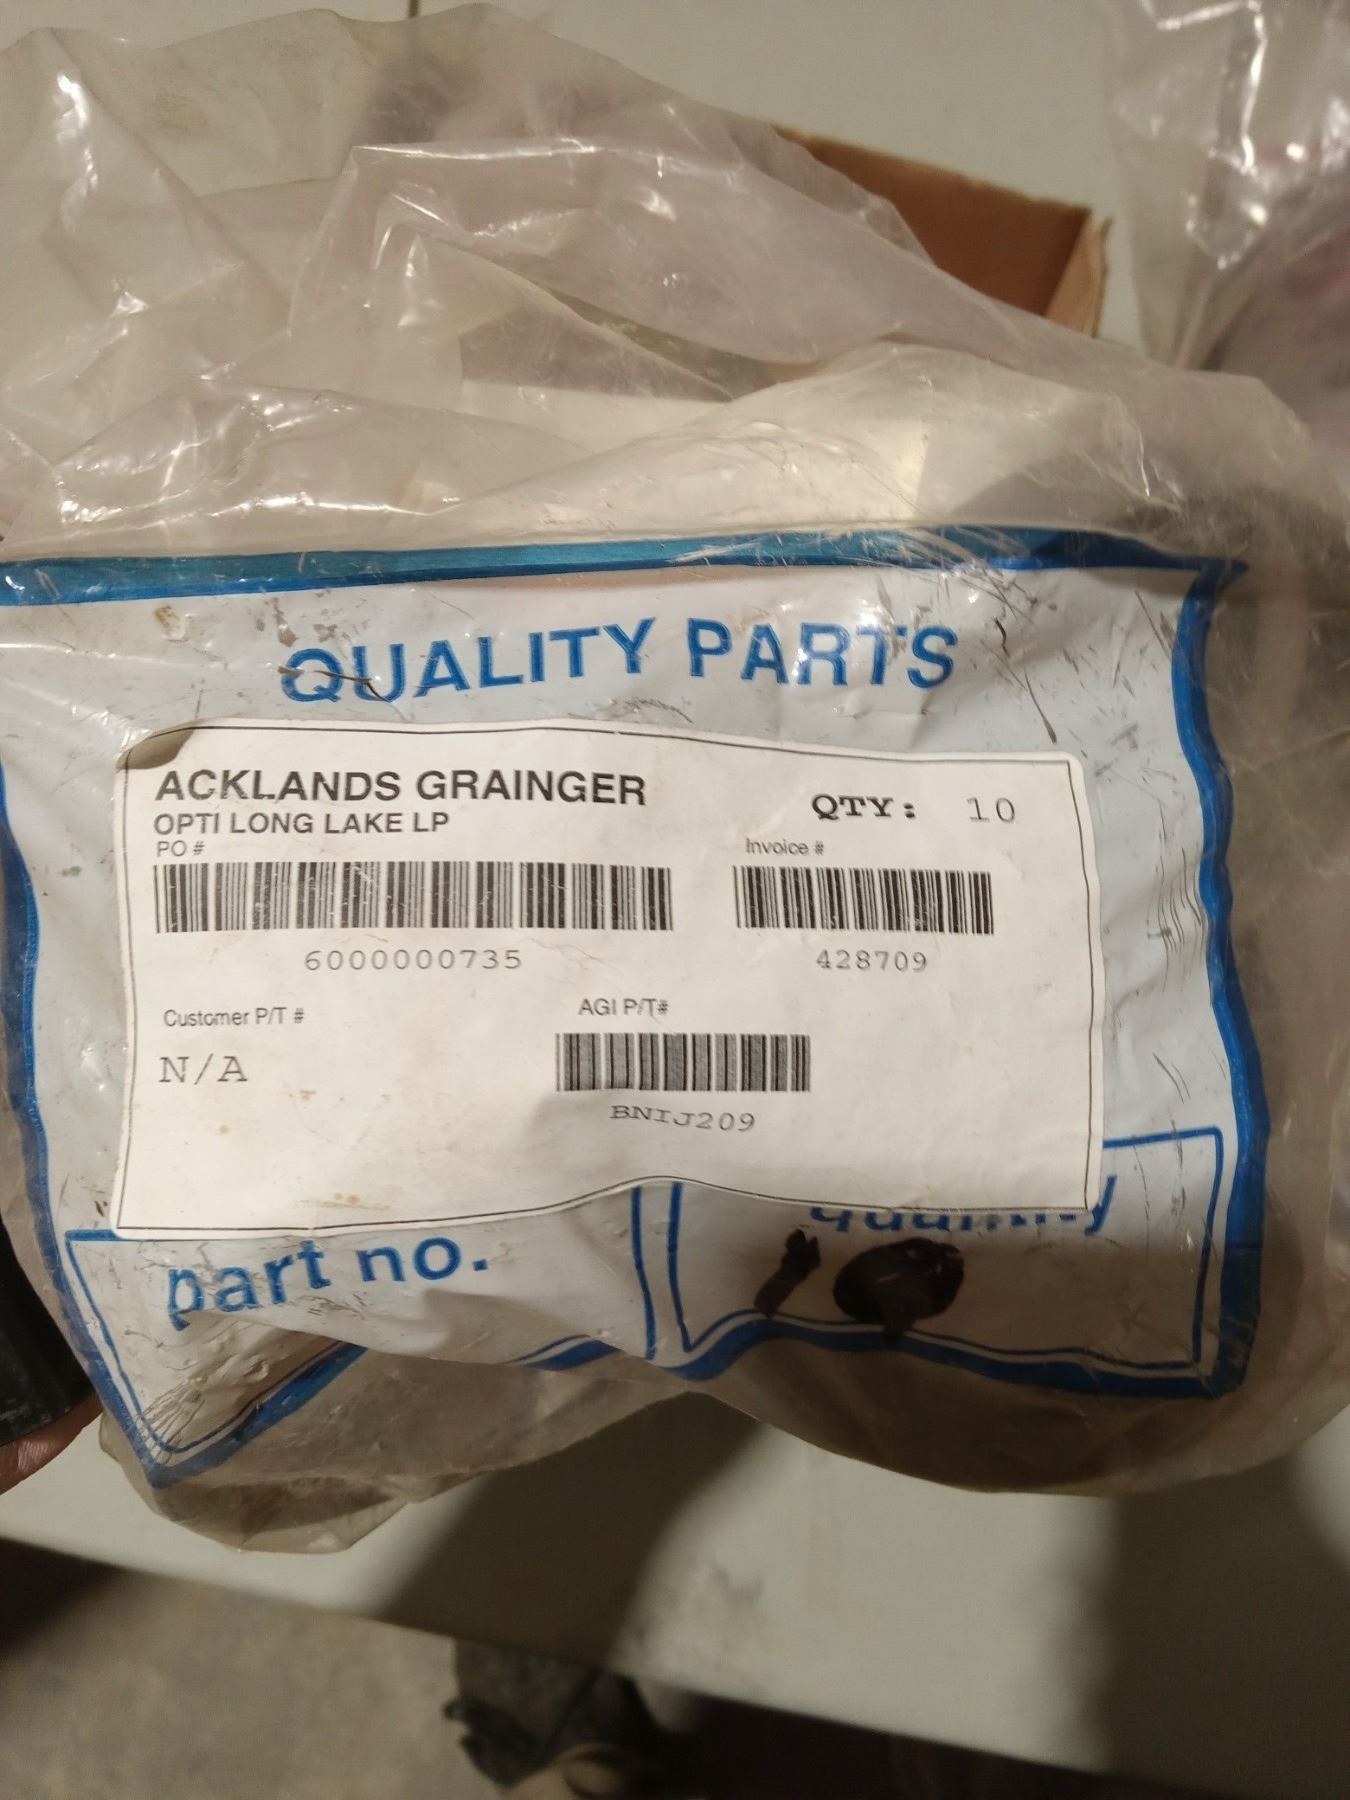 QUALITY PARTS
ACKLANDS GRAINGER
OPTI LONG LAKE LP
QTY: 10
PO #
Invoice #
6000000735
428709
Customer P/T #
AGI P/T#
N/A
BNIJ209
quantity
part no.